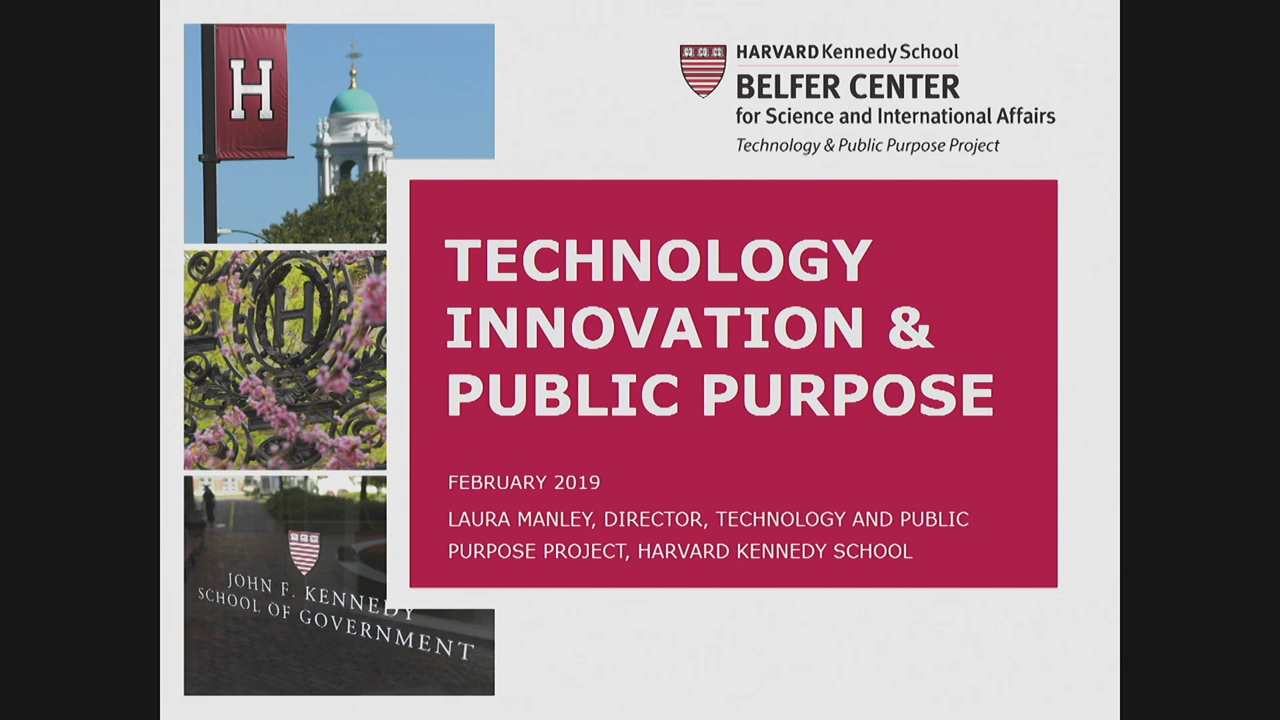 H
HARVARD Kennedy School
BELFER CENTER
for Science and International Affairs
Technology & Public Purpose Project
TECHNOLOGY
INNOVATION &
PUBLIC PURPOSE
FEBRUARY 2019
LAURA MANLEY, DIRECTOR, TECHNOLOGY AND PUBLIC
PURPOSE PROJECT, HARVARD KENNEDY SCHOOL
H
JOHN F. KENNEDY
SCHOOL OF GOVERNMENT